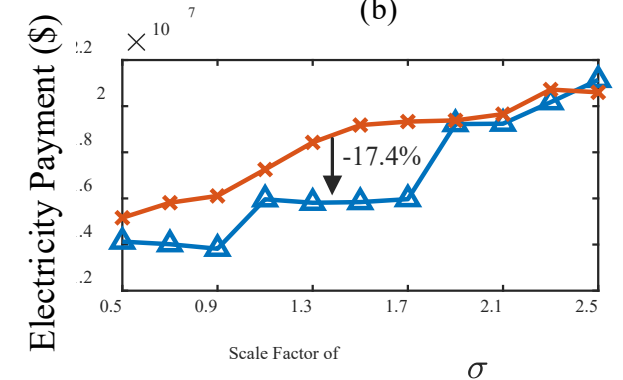 (b)
× 10 7
Electricity Payment ($)
2.2
2
.8
.6
.4
.2
-17.4%
0.5 0.9 1.3 1.7 2.1 2.5
Scale Factor of σ